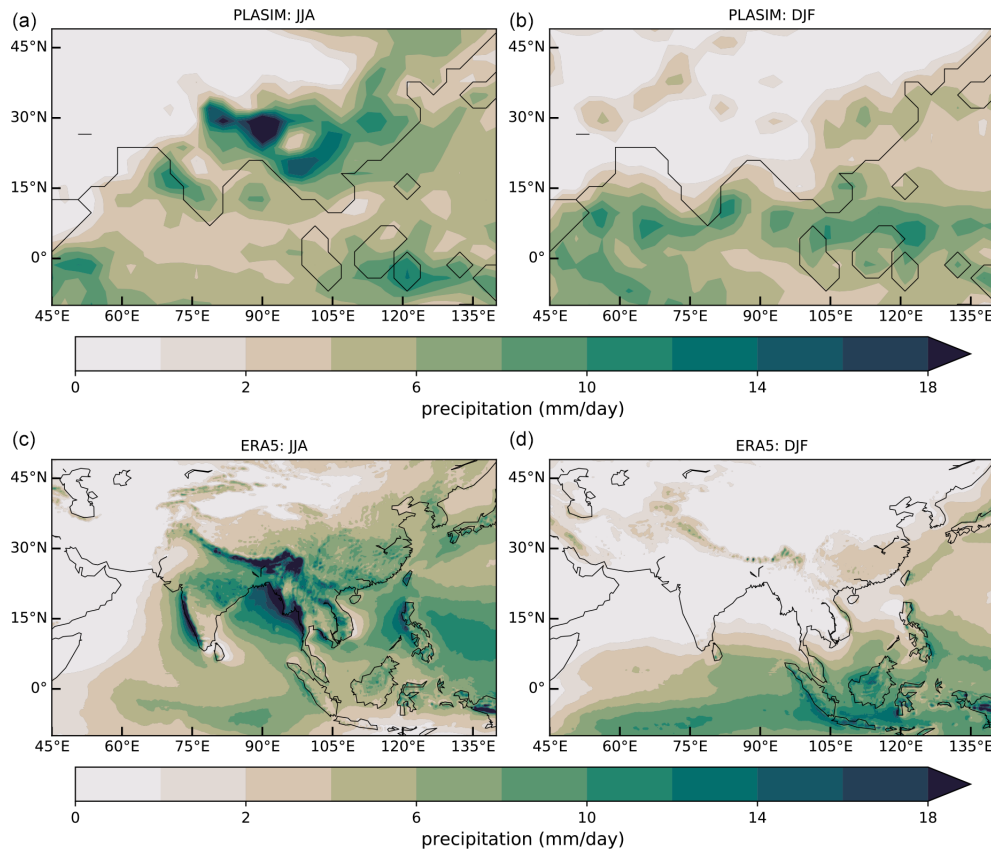 (a) PLASIM: JJA (b) PLASIM: DJF
45°N 45°N
30°N 30°N
15°N 15°N
0° 0°
45°E 60°E 75°E 90°E 105°E 120°E 135°E 45°E 60°E 75°E 90°E 105°E 120°E 135°E
0 2 6 10 14 18
precipitation (mm/day)
(c) ERA5: JJA (d) ERA5: DJF
45°N 45°N
30°N 30°N
15°N 15°N
0° 0°
45°E 60°E 75°E 90°E 105°E 120°E 135°E 45°E 60°E 75°E 90°E 105°E 120°E 135°E
0 2 6 10 14 18
precipitation (mm/day)